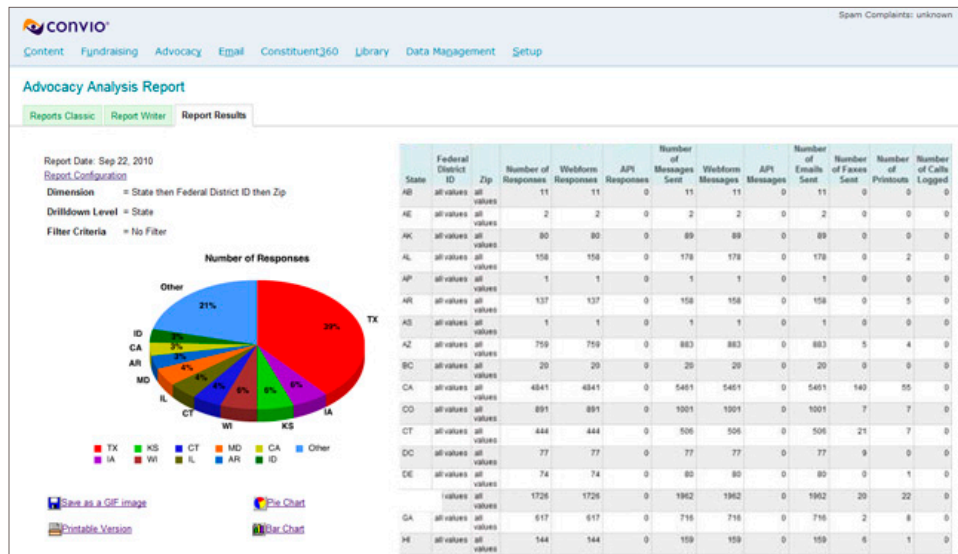 Spam Complaints: unknown
CONVIO
Content Fundraising Advocacy Email Constituent360 Library Data Management Setup
Advocacy Analysis Report
Reports Classic Report Writer Report Results
Report Date: Sep 22, 2010
Report Configuration
Dimension = State then Federal District ID then Zip
Drilldown Level = State
Filter Criteria = No Filter
Number of Responses
Other 21%
TX
ID
CA 3%
AR
MD 4%
IL 4%
CT
WI
KS
IA
TX KS CT MD CA Other
IA WI IL AR ID
Save as a GIF image Pie Chart
Printable Version Bar Chart
State Federal District ID Zip Number of Responses Webform Responses API Responses Number of Messages Sent Webform Messages API Messages Number of Emails Sent Number of Faxes Sent Number of Printouts Number of Calls Logged
AB all values all values 11 11 0 11 11 0 11 0 0 0
AE all values all values 2 2 0 2 2 0 2 0 0 0
AK all values all values 80 80 0 89 89 0 89 0 0 0
AL all values all values 158 158 0 178 178 0 178 0 2 0
AP all values all values 1 1 0 1 1 0 1 0 0 0
AR all values all values 137 137 0 158 158 0 158 0 5 0
AS all values all values 1 1 0 1 1 0 1 0 0 0
AZ all values all values 759 759 0 883 883 0 883 5 4 0
BC all values all values 20 20 0 20 20 0 20 0 0 0
CA all values all values 4841 4841 0 5461 5461 0 5461 140 55 0
CO all values all values 891 891 0 1001 1001 0 1001 7 7 0
CT all values all values 444 444 0 506 506 0 506 21 7 0
DC all values all values 77 77 0 77 77 0 77 9 0 0
DE all values all values 74 74 0 80 80 0 80 0 1 0
values all values 1726 1726 0 1962 1962 0 1962 20 22 0
GA all values all values 617 617 0 716 716 0 716 2 8 0
HI all values all values 144 144 0 159 159 0 159 6 1 0